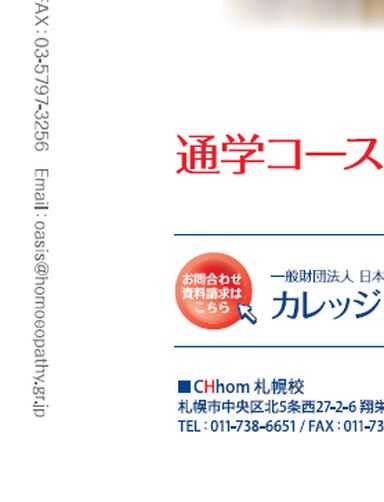 FAX : 03-5797-3256 Email : oasis@homoeopathy.gr.jp
通学コース
お問合わせ
資料請求は
こちら
一般財団法人 日本
カレッジ
■CHhom 札幌校
札幌市中央区北5条西27-2-6 翔栄
TEL : 011-738-6651 / FAX : 011-73